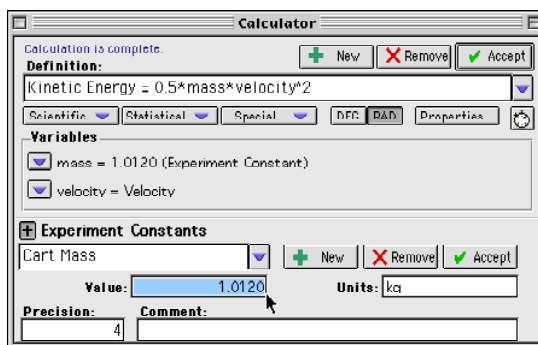 Calculator
Calculation is complete.
New Remove Accept
Definition:
Kinetic Energy = 0.5*mass*velocity^2
Scientific Statistical Special DEG RAD Properties
Variables
mass = 1.0120 (Experiment Constant)
velocity = Velocity
Experiment Constants
Cart Mass New Remove Accept
Value: 1.0120 Units: kg
Precision: Comment:
4